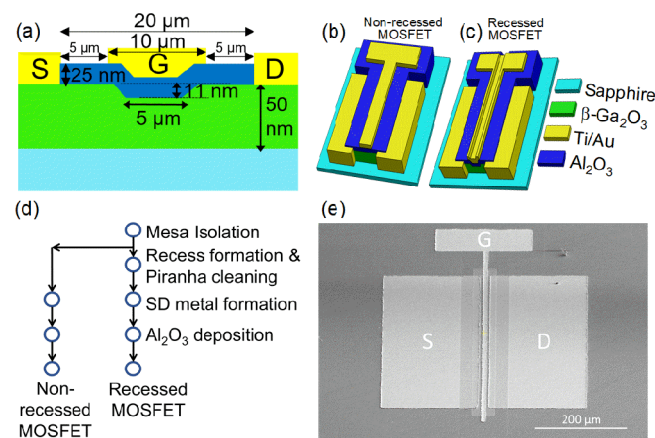 (a)
20 µm
5 µm
10 µm
5 µm
S
G
D
25 nm
11 nm
5 µm
50
nm
(b)
Non-recessed
MOSFET
(c)
Recessed
MOSFET
Sapphire
β-Ga2O3
Ti/Au
Al2O3
(d)
Mesa Isolation
Recess formation &
Piranha cleaning
SD metal formation
Al2O3 deposition
Non-
recessed
MOSFET
Recessed
MOSFET
(e)
G
S
D
200 µm